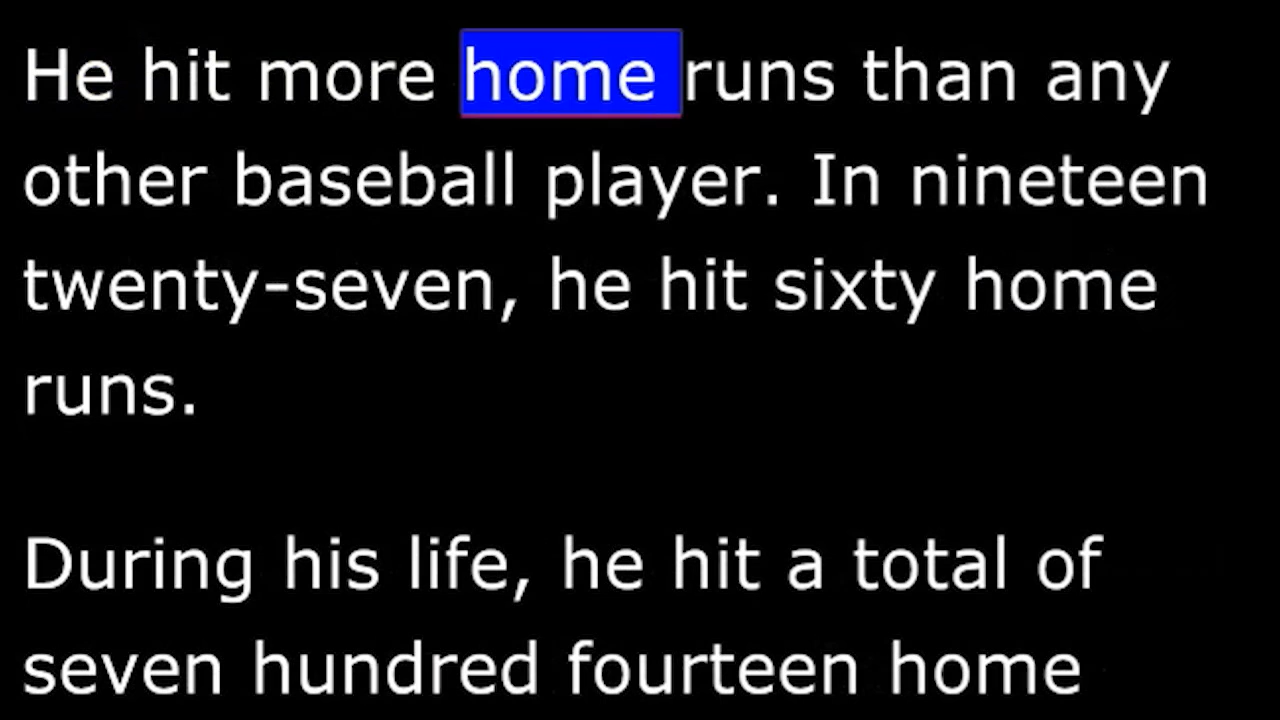 He hit more home runs than any
other baseball player. In nineteen
twenty-seven, he hit sixty home
runs.
During his life, he hit a total of
seven hundred fourteen home